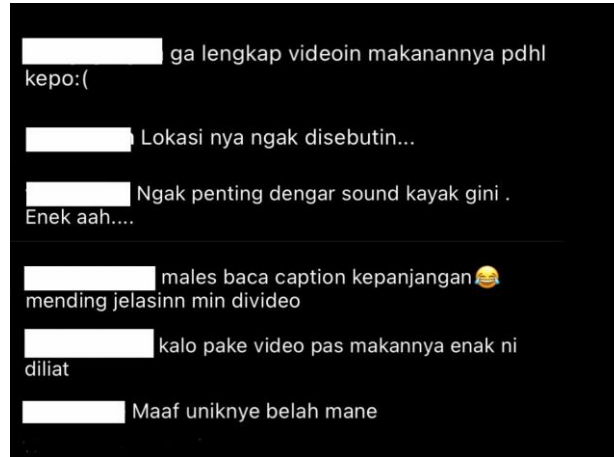 ga lengkap videoin makanannya pdhl
kepo:(
Lokasi nya ngak disebutin...
Ngak penting dengar sound kayak gini .
Enek aah....
males baca caption kepanjangan😂
mending jelasinn min divideo
kalo pake video pas makannya enak ni
diliat
Maaf uniknye belah mane